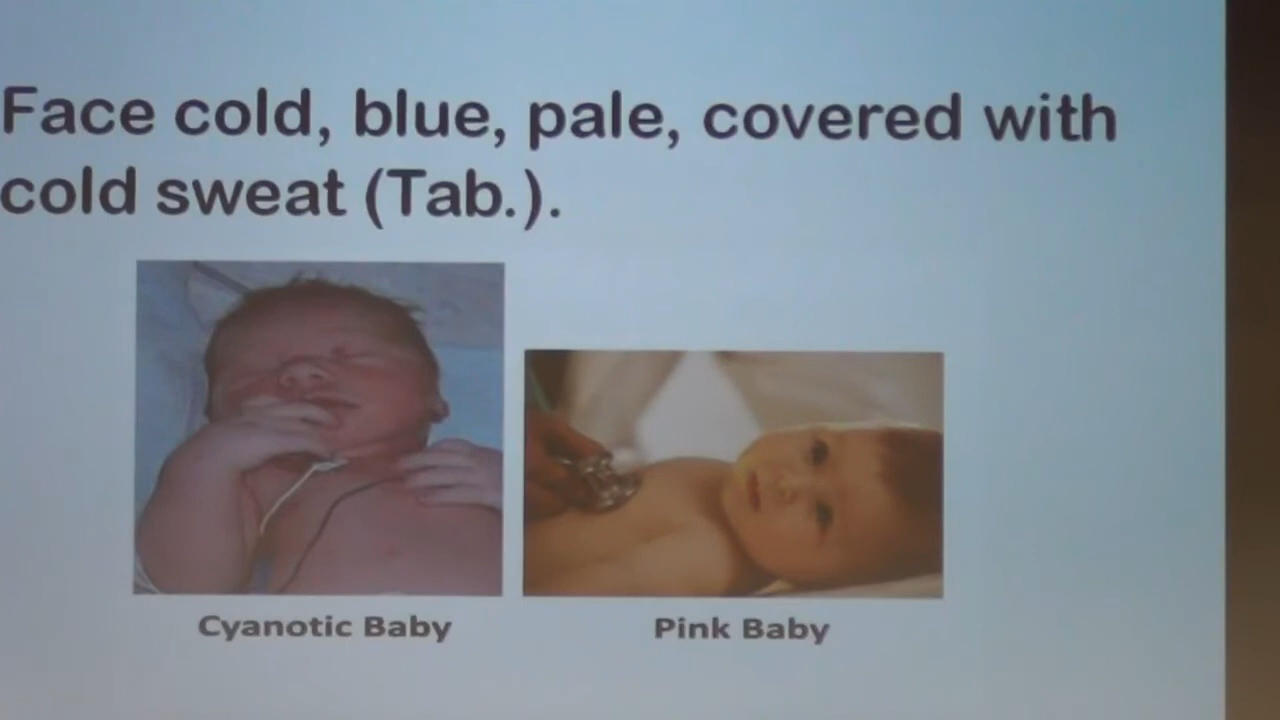 Face cold, blue, pale, covered with
cold sweat (Tab.).
Cyanotic Baby
Pink Baby